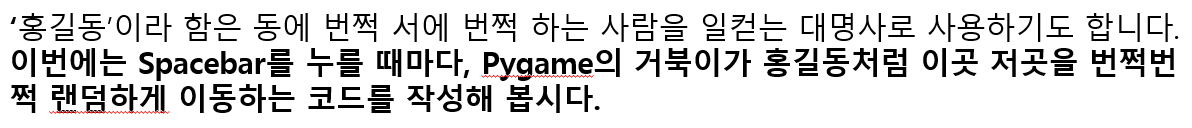 ‘홍길동’이라 함은 동에 번쩍 서에 번쩍 하는 사람을 일컫는 대명사로 사용하기도 합니다.
이번에는 Spacebar를 누를 때마다, Pygame의 거북이가 홍길동처럼 이곳 저곳을 번쩍번
쩍 랜덤하게 이동하는 코드를 작성해 봅시다.